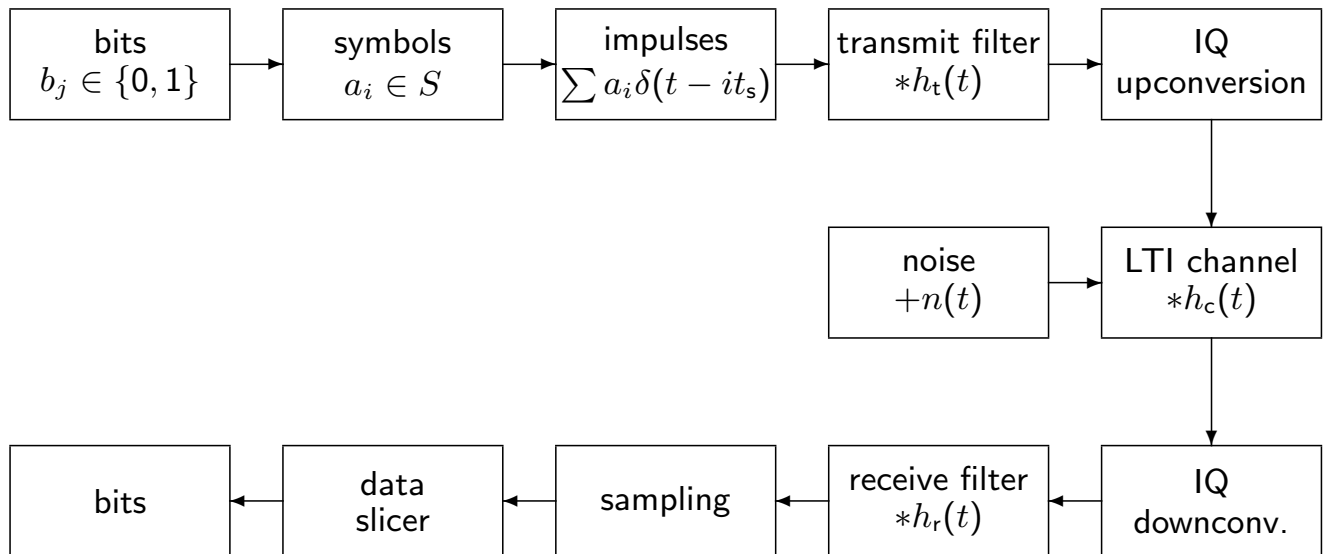 bits
b_j ∈ {0, 1}
symbols
a_i ∈ S
impulses
∑ a_i δ(t − it_s)
transmit filter
∗h_t(t)
IQ
upconversion
noise
+n(t)
LTI channel
∗h_c(t)
bits
data
slicer
sampling
receive filter
∗h_r(t)
IQ
downconv.